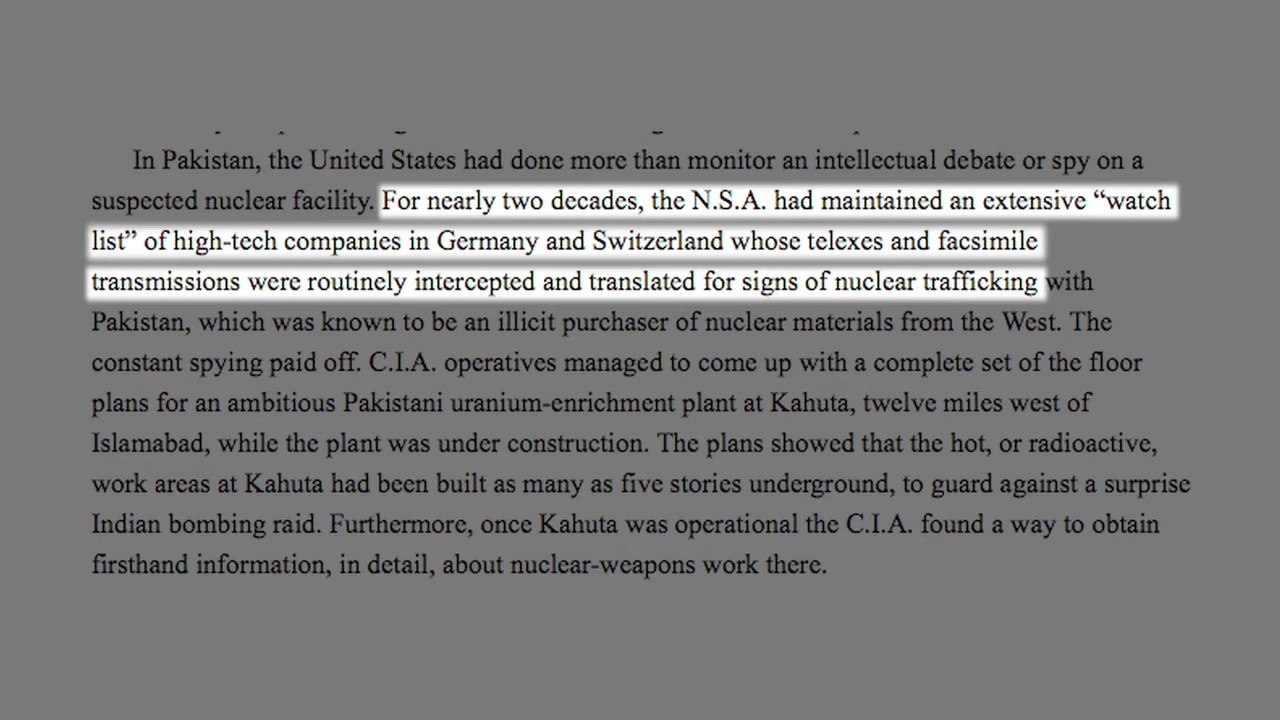 In Pakistan, the United States had done more than monitor an intellectual debate or spy on a
suspected nuclear facility. For nearly two decades, the N.S.A. had maintained an extensive “watch
list” of high-tech companies in Germany and Switzerland whose telexes and facsimile
transmissions were routinely intercepted and translated for signs of nuclear trafficking with
Pakistan, which was known to be an illicit purchaser of nuclear materials from the West. The
constant spying paid off. C.I.A. operatives managed to come up with a complete set of the floor
plans for an ambitious Pakistani uranium-enrichment plant at Kahuta, twelve miles west of
Islamabad, while the plant was under construction. The plans showed that the hot, or radioactive,
work areas at Kahuta had been built as many as five stories underground, to guard against a surprise
Indian bombing raid. Furthermore, once Kahuta was operational the C.I.A. found a way to obtain
firsthand information, in detail, about nuclear-weapons work there.